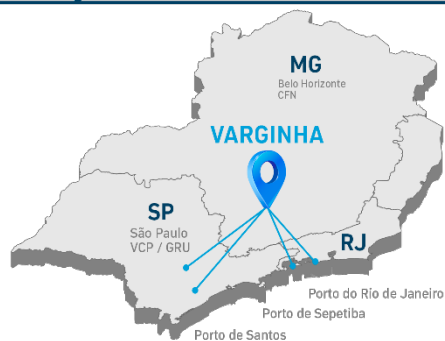 MG
Belo Horizonte
CFN
VARGINHA
SP
São Paulo
VCP / GRU
RJ
Porto do Rio de Janeiro
Porto de Sepetiba
Porto de Santos